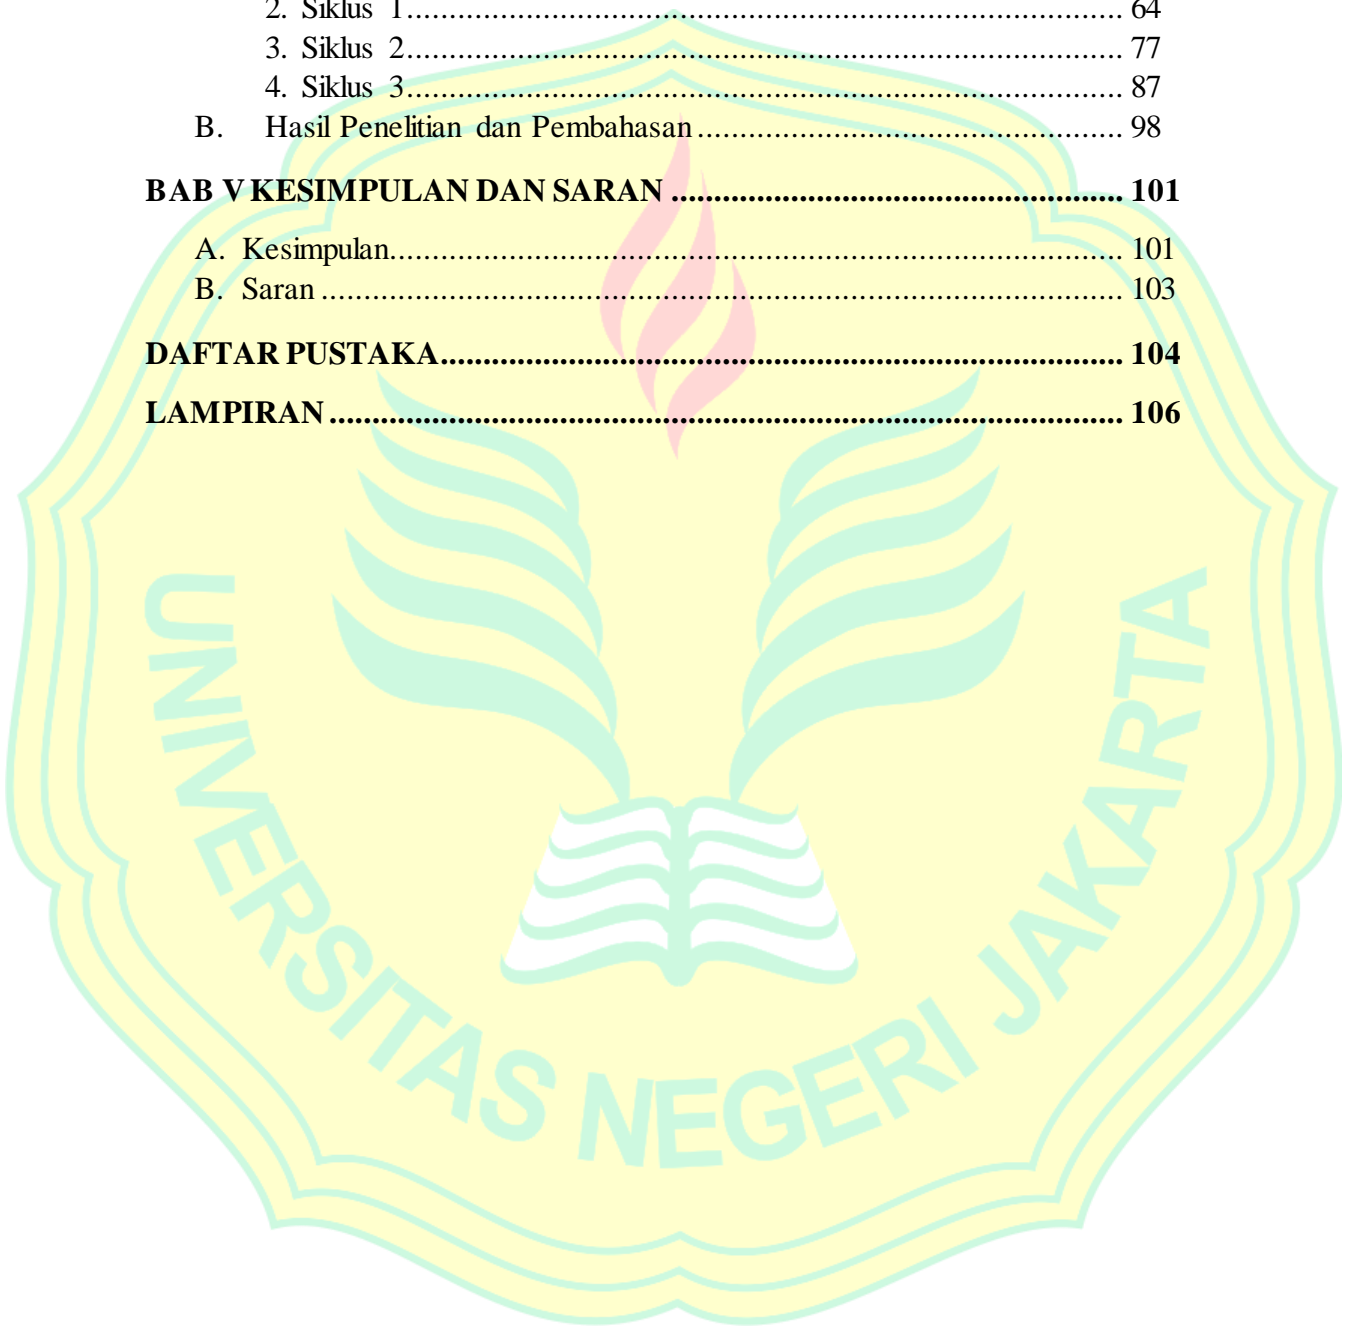 2. Siklus 1.......................................................................................... 64
3. Siklus 2.......................................................................................... 77
4. Siklus 3.......................................................................................... 87
B. Hasil Penelitian dan Pembahasan...................................................... 98
BAB V KESIMPULAN DAN SARAN ...................................................... 101
A. Kesimpulan............................................................................................ 101
B. Saran ..................................................................................................... 103
DAFTAR PUSTAKA................................................................................... 104
LAMPIRAN ................................................................................................. 106
UNIVERSITAS NEGERI JAKARTA